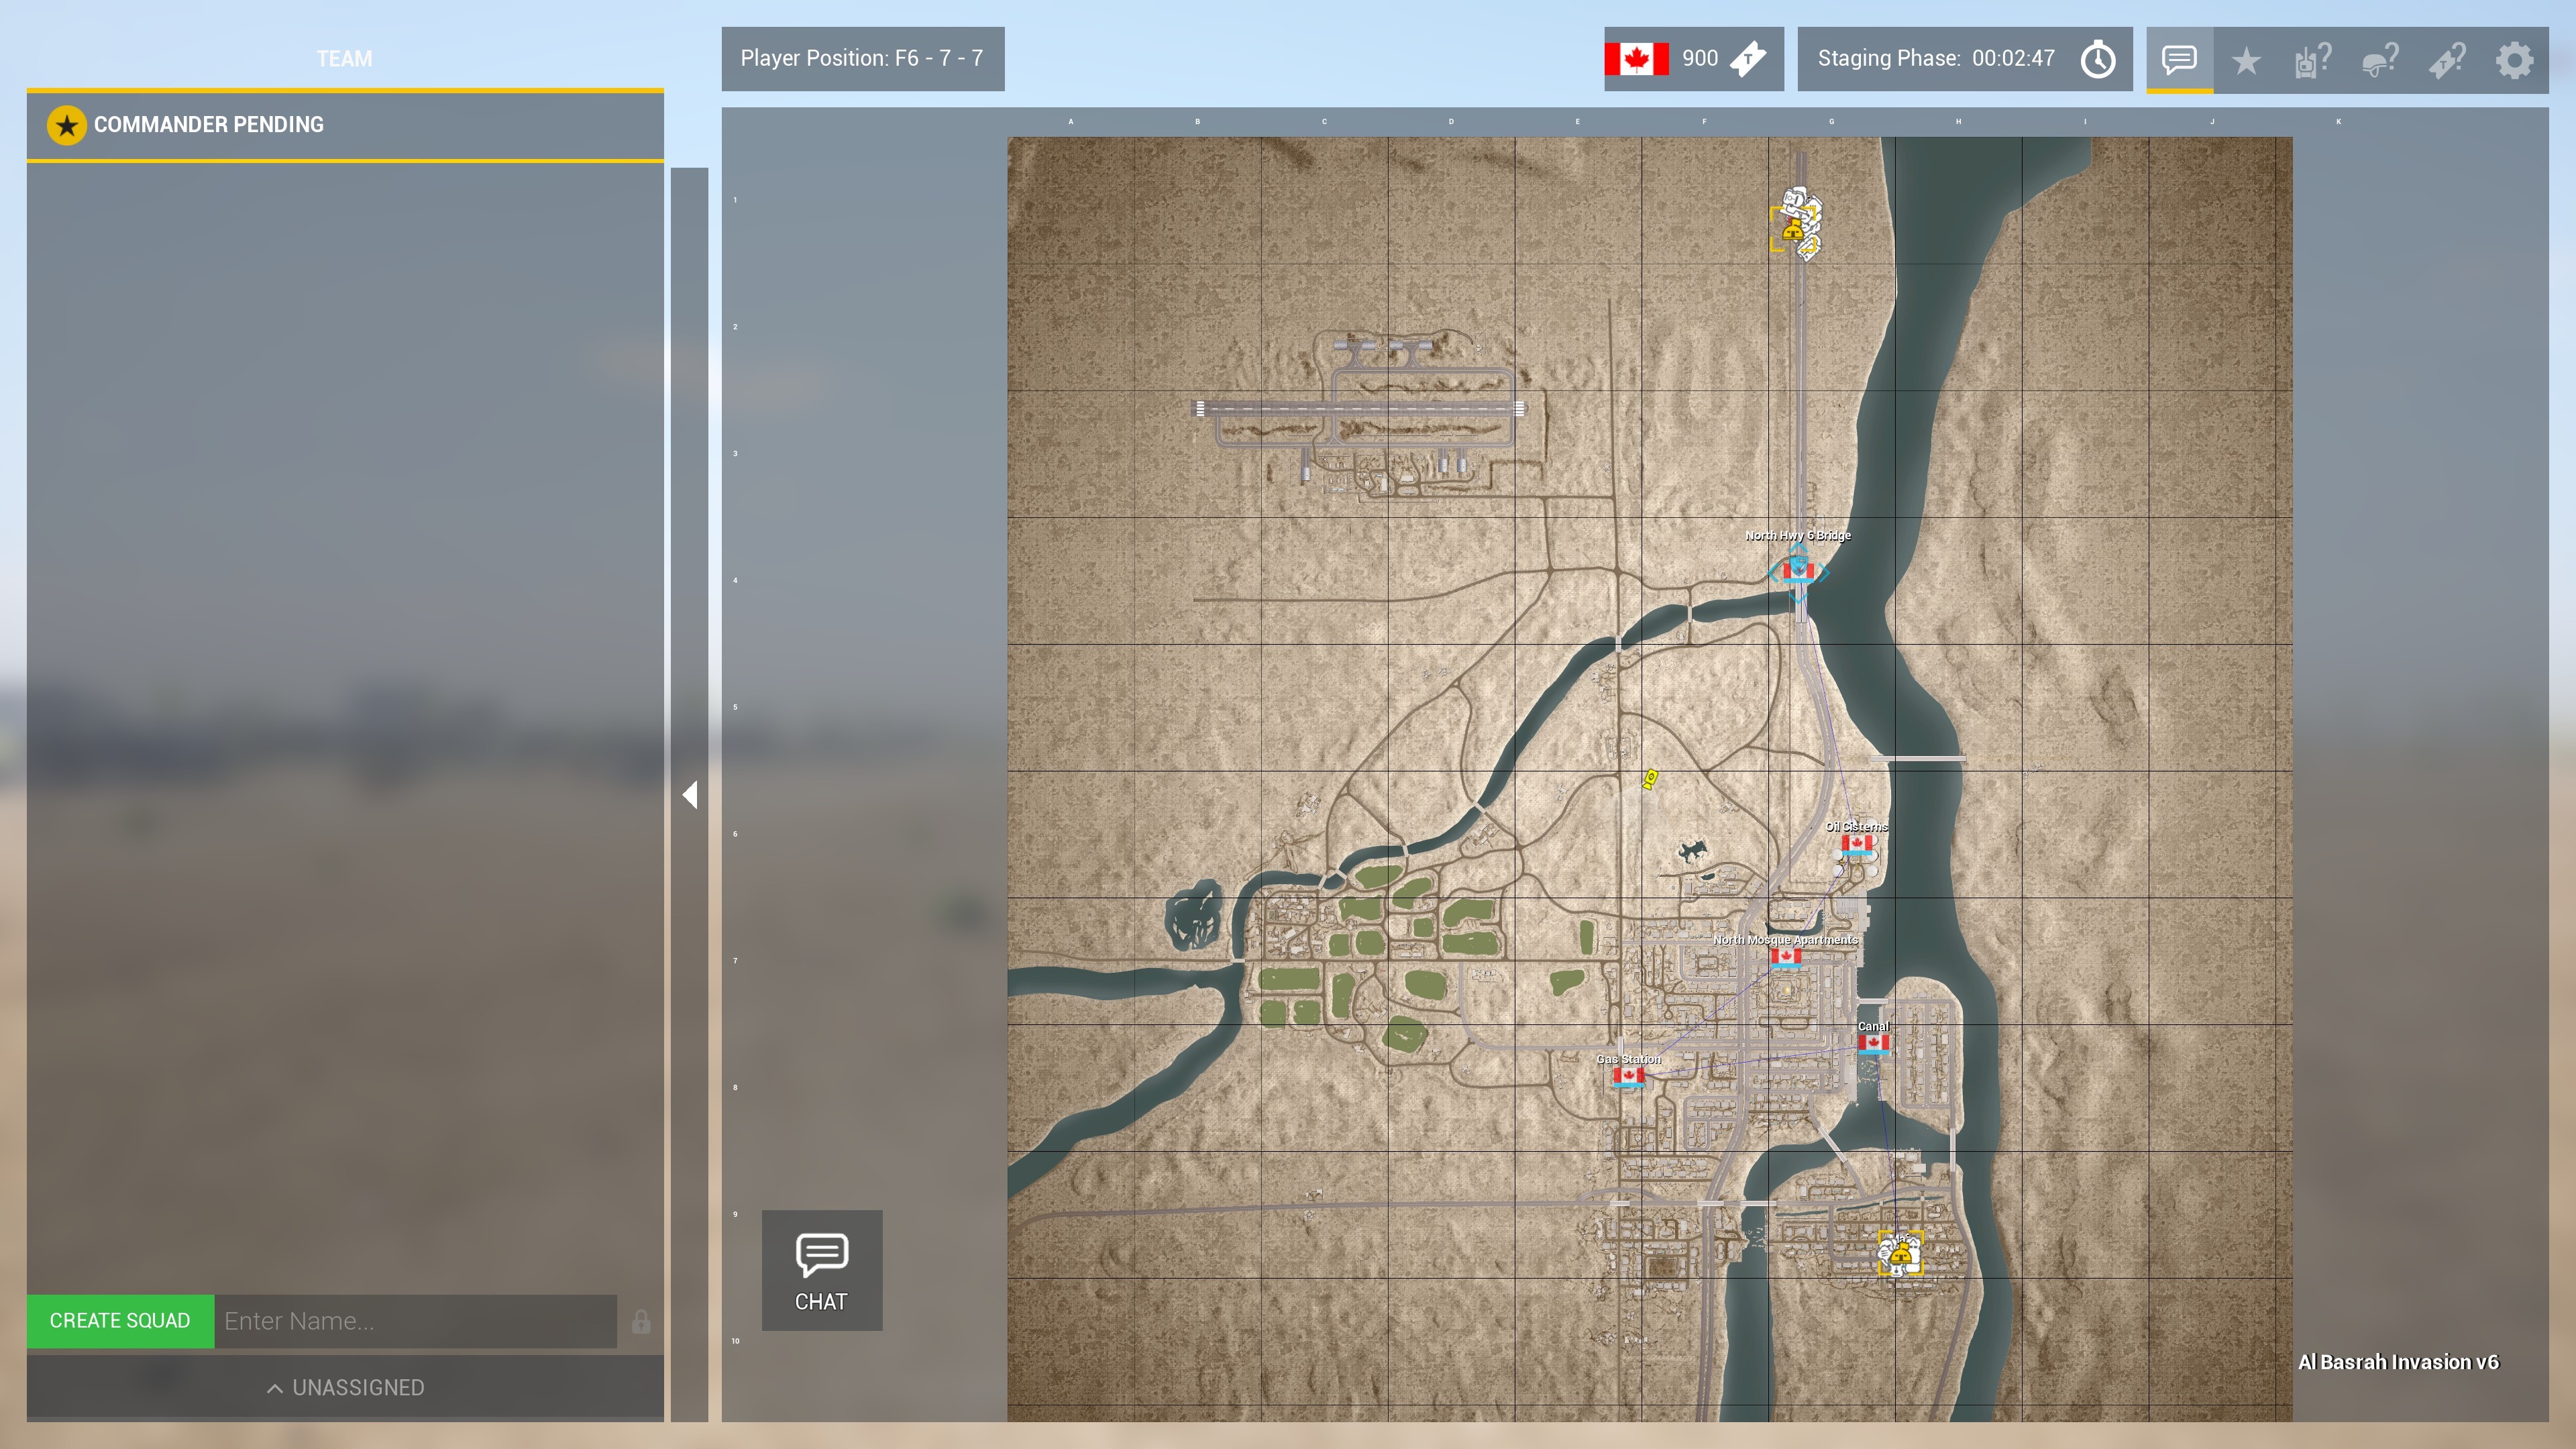 TEAM
Player Position: F6 - 7 - 7
900
Staging Phase: 00:02:47
COMMANDER PENDING
A B C D E F G H I J K
1
2
3
North Hwy 6 Bridge
4
5
Oil Cisterns
6
North Mosque Apartments
7
Canal
Gas Station
8
9
CHAT
CREATE SQUAD
Enter Name...
10
Al Basrah Invasion v6
UNASSIGNED